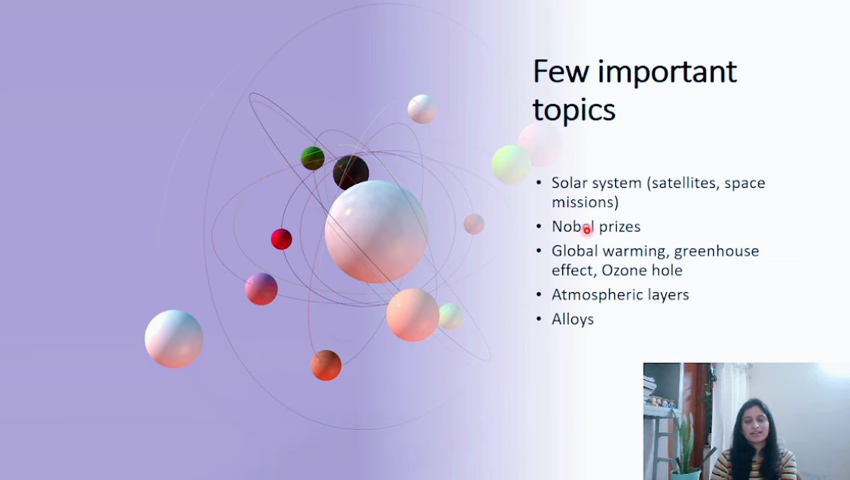 Few important
topics
• Solar system (satellites, space
missions)
• Nobel prizes
• Global warming, greenhouse
effect, Ozone hole
• Atmospheric layers
• Alloys